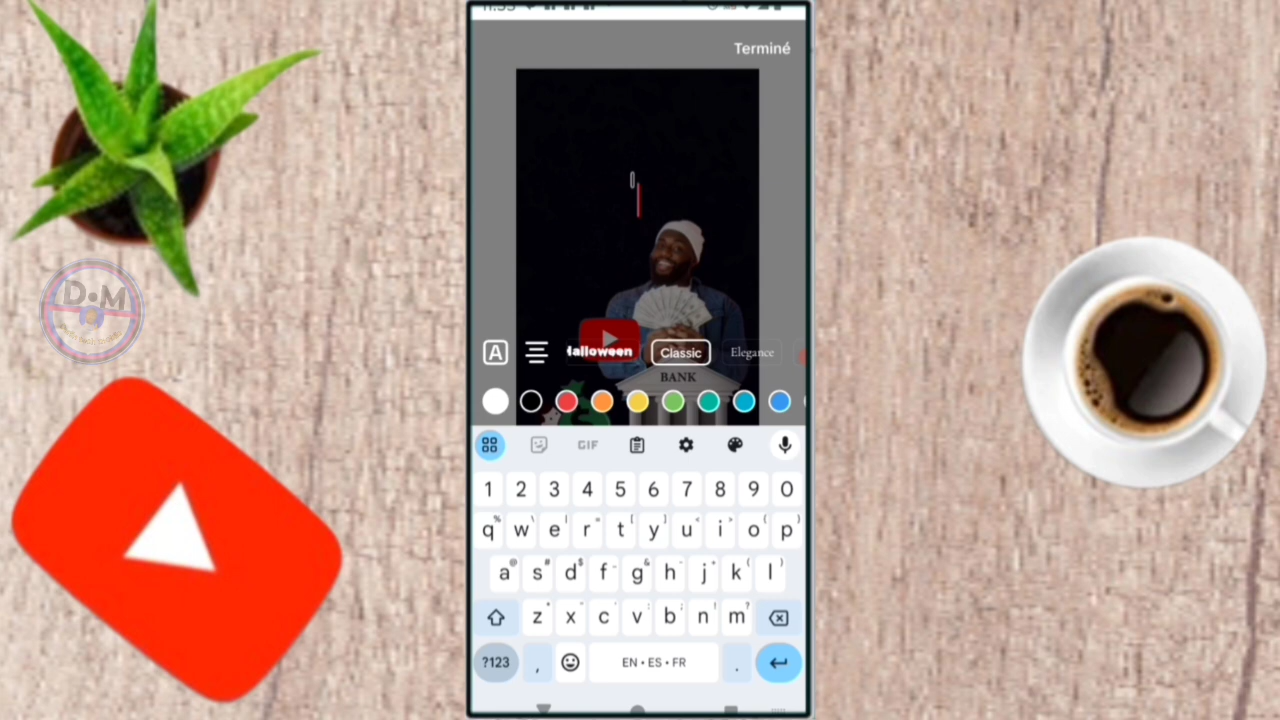 Terminé
D•M
Halloween
Classic
Elegance
BANK
GIF
1 2 3 4 5 6 7 8 9 0
q w e r t y u i o p
a s d f g h j k l
z x c v b n m
?123 , EN • ES • FR .